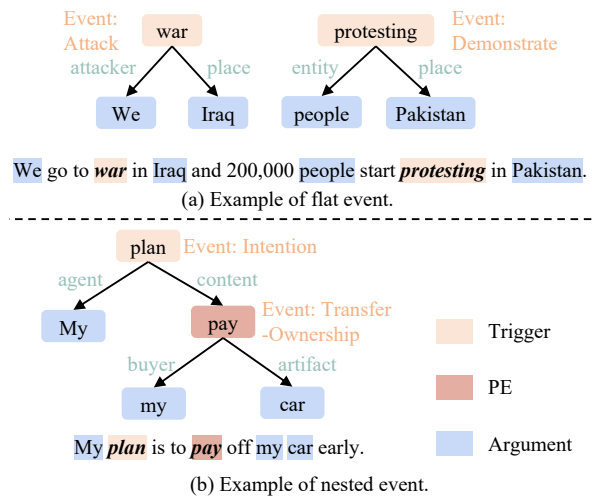 Event:
Attack
war
attacker
place
We
Iraq
Event:
Demonstrate
protesting
entity
place
people
Pakistan
We go to war in Iraq and 200,000 people start protesting in Pakistan.
(a) Example of flat event.
plan
Event: Intention
agent
content
My
pay
Event: Transfer
-Ownership
buyer
artifact
my
car
My plan is to pay off my car early.
(b) Example of nested event.
Trigger
PE
Argument